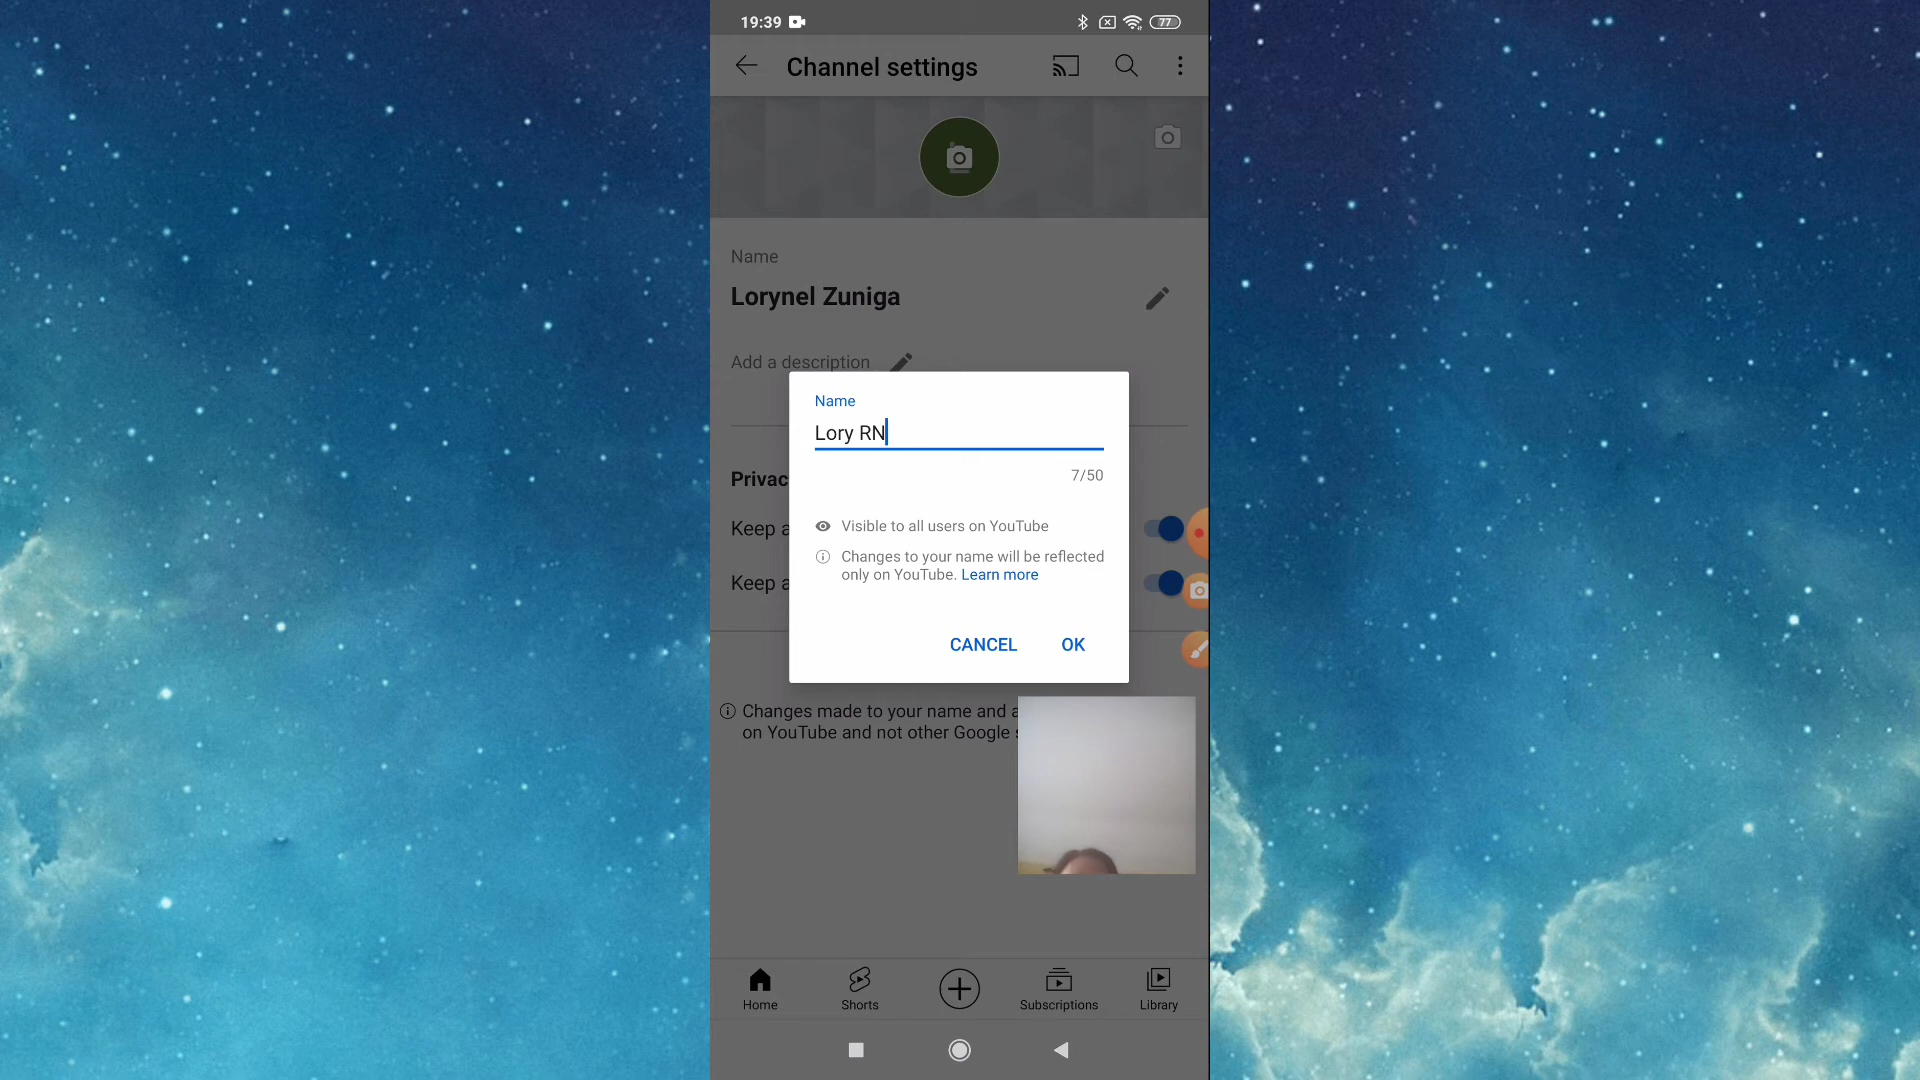 19:39
77
Channel settings
Name
Lorynel Zuniga
Add a description
Name
Lory RN
7/50
Privac
Keep a
Visible to all users on YouTube
Changes to your name will be reflected
only on YouTube. Learn more
Keep a
CANCEL
OK
Changes made to your name and a
on YouTube and not other Google s
Home
Shorts
Subscriptions
Library